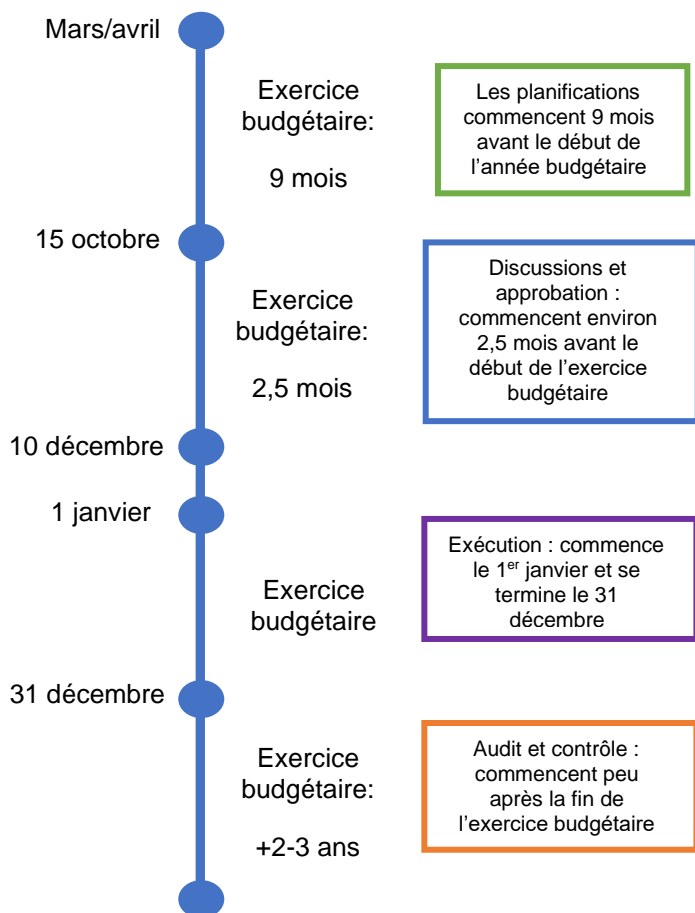 Mars/avril
Exercice
budgétaire:
9 mois
Les planifications
commencent 9 mois
avant le début de
l’année budgétaire
15 octobre
Exercice
budgétaire:
2,5 mois
Discussions et
approbation :
commencent environ
2,5 mois avant le
début de l’exercice
budgétaire
10 décembre
1 janvier
Exercice
budgétaire
Exécution : commence
le 1er janvier et se
termine le 31
décembre
31 décembre
Exercice
budgétaire:
+2-3 ans
Audit et contrôle :
commencent peu
après la fin de
l’exercice budgétaire